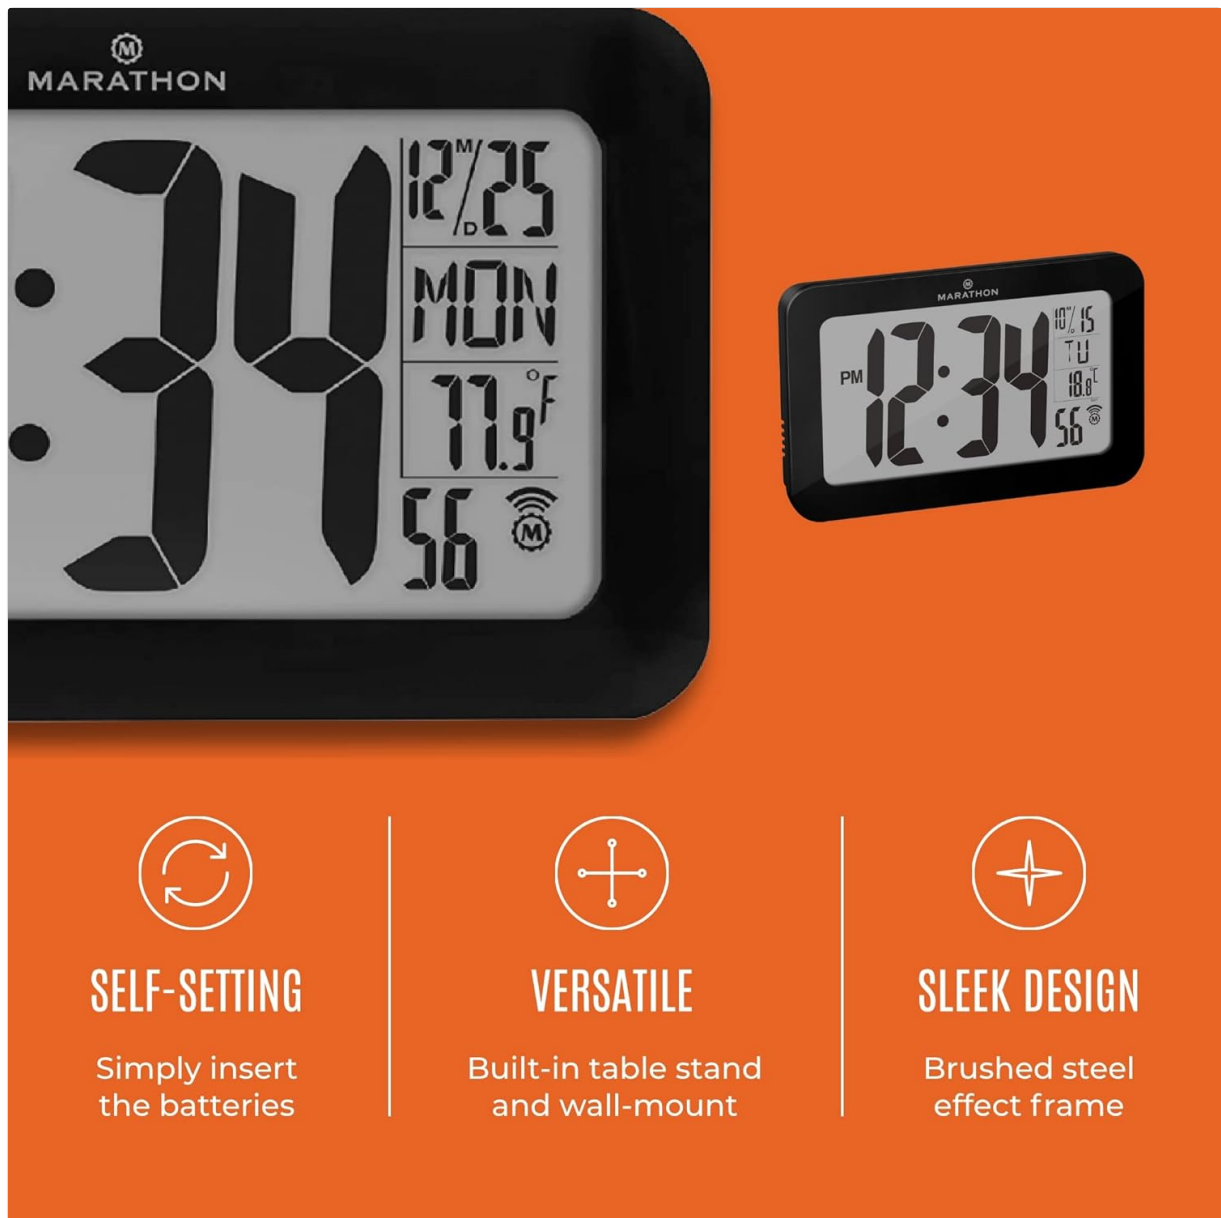 M
MARATHON
:34
12 M/D 25
MON
77.9°F
56 M
M
MARATHON
PM 12:34
10 M/D 15
TU
18.8°C
56 M
SELF-SETTING
Simply insert
the batteries
VERSATILE
Built-in table stand
and wall-mount
SLEEK DESIGN
Brushed steel
effect frame